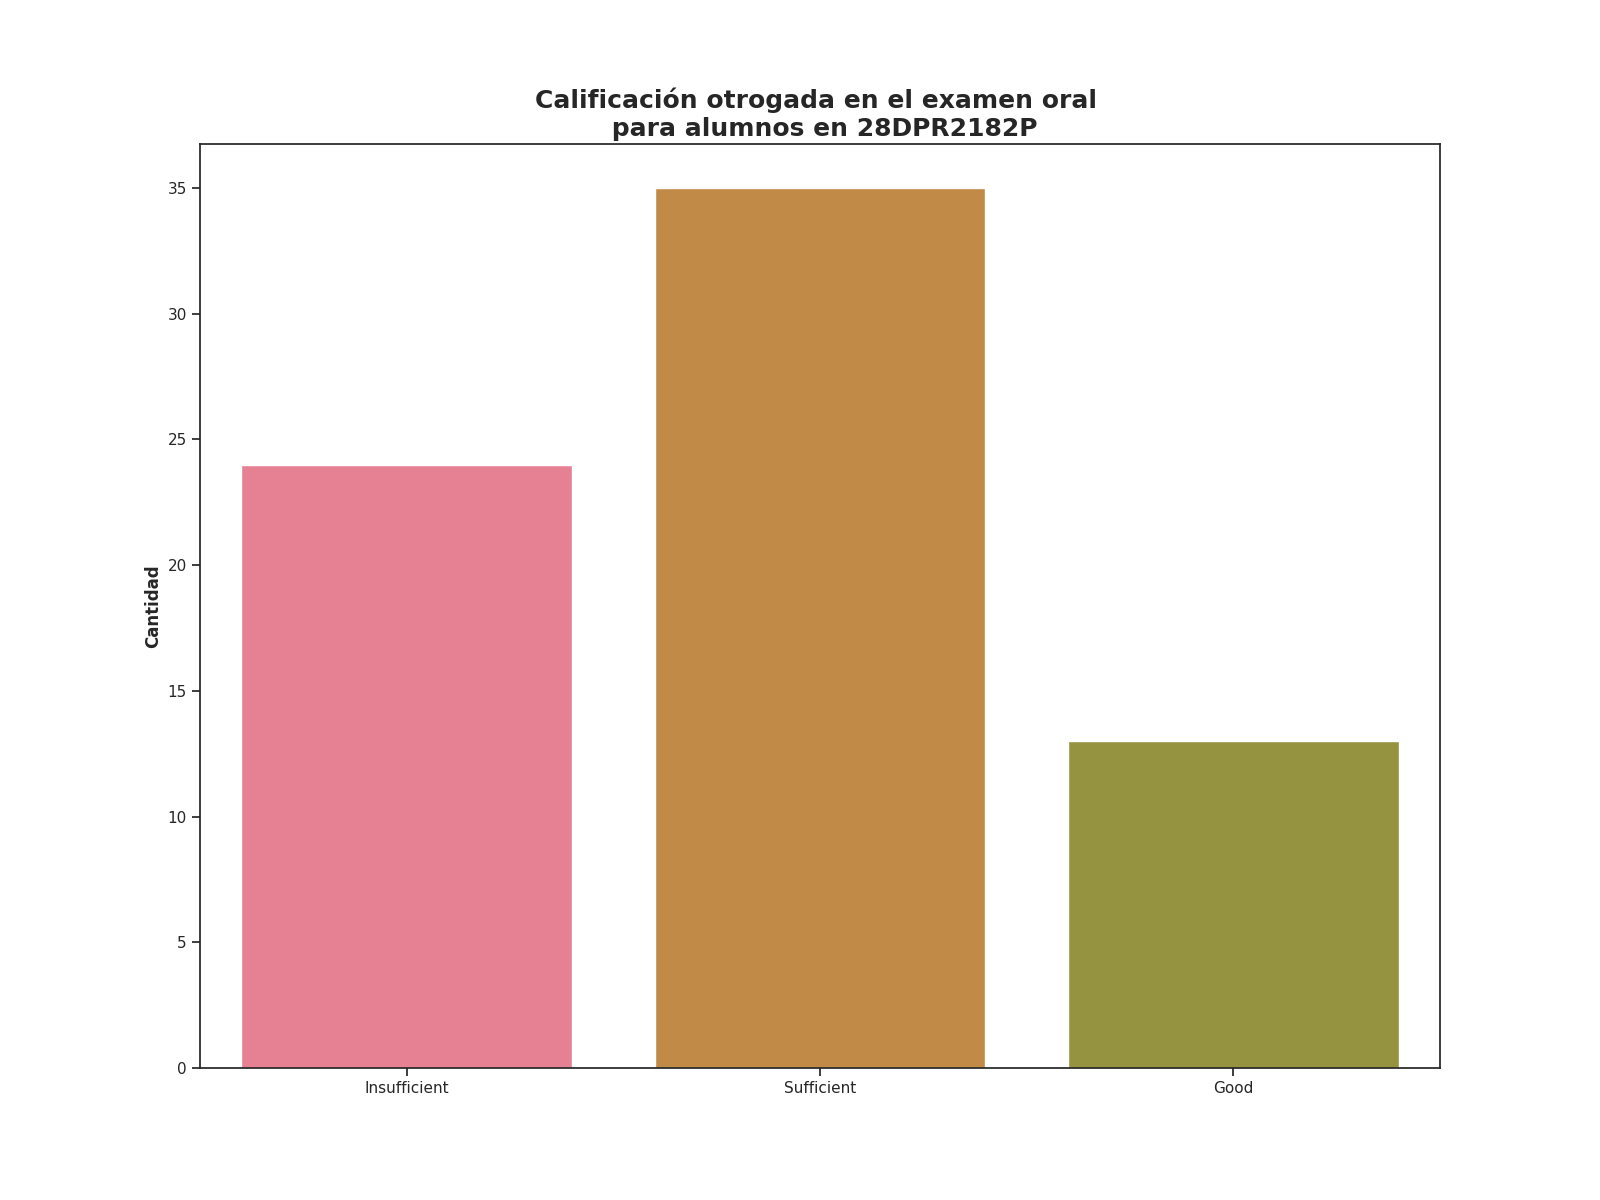 Calificación otrogada en el examen oral
para alumnos en 28DPR2182P
35
30
25
20
15
10
5
0
Cantidad
Insufficient
Sufficient
Good